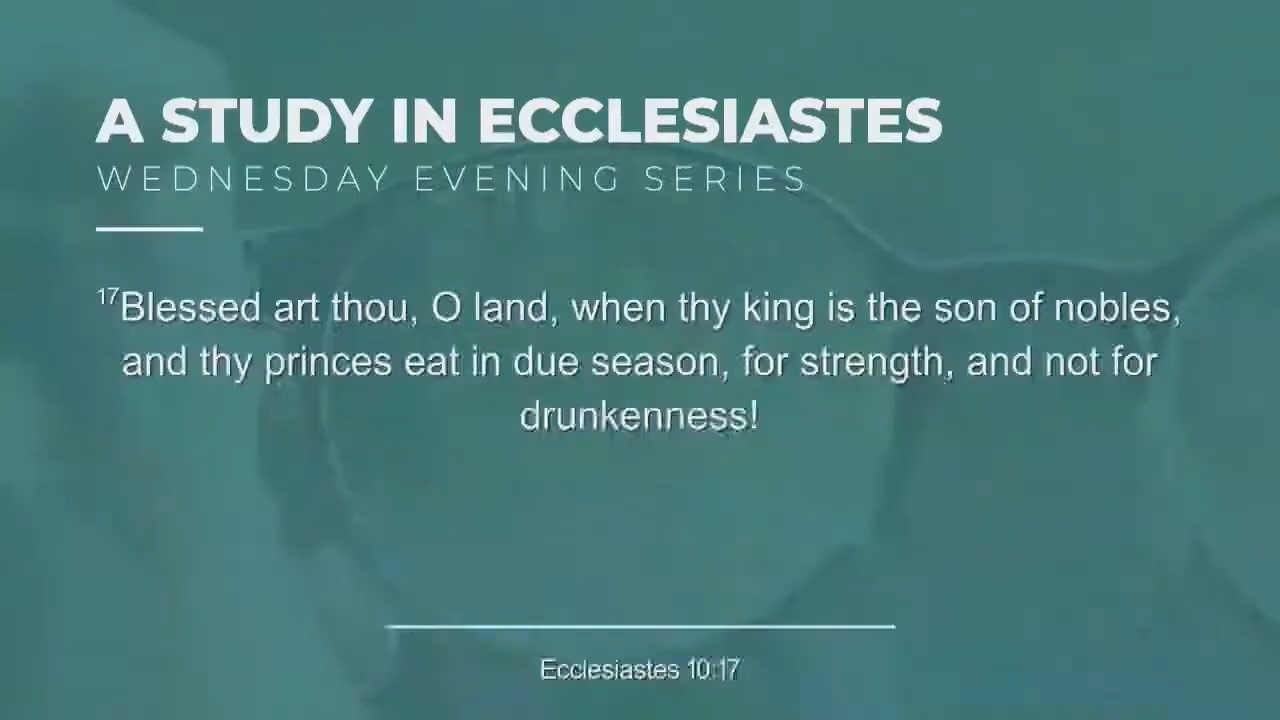 A STUDY IN ECCLESIASTES
WEDNESDAY EVENING SERIES
17Blessed art thou, O land, when thy king is the son of nobles,
and thy princes eat in due season, for strength, and not for
drunkenness!
Ecclesiastes 10:17